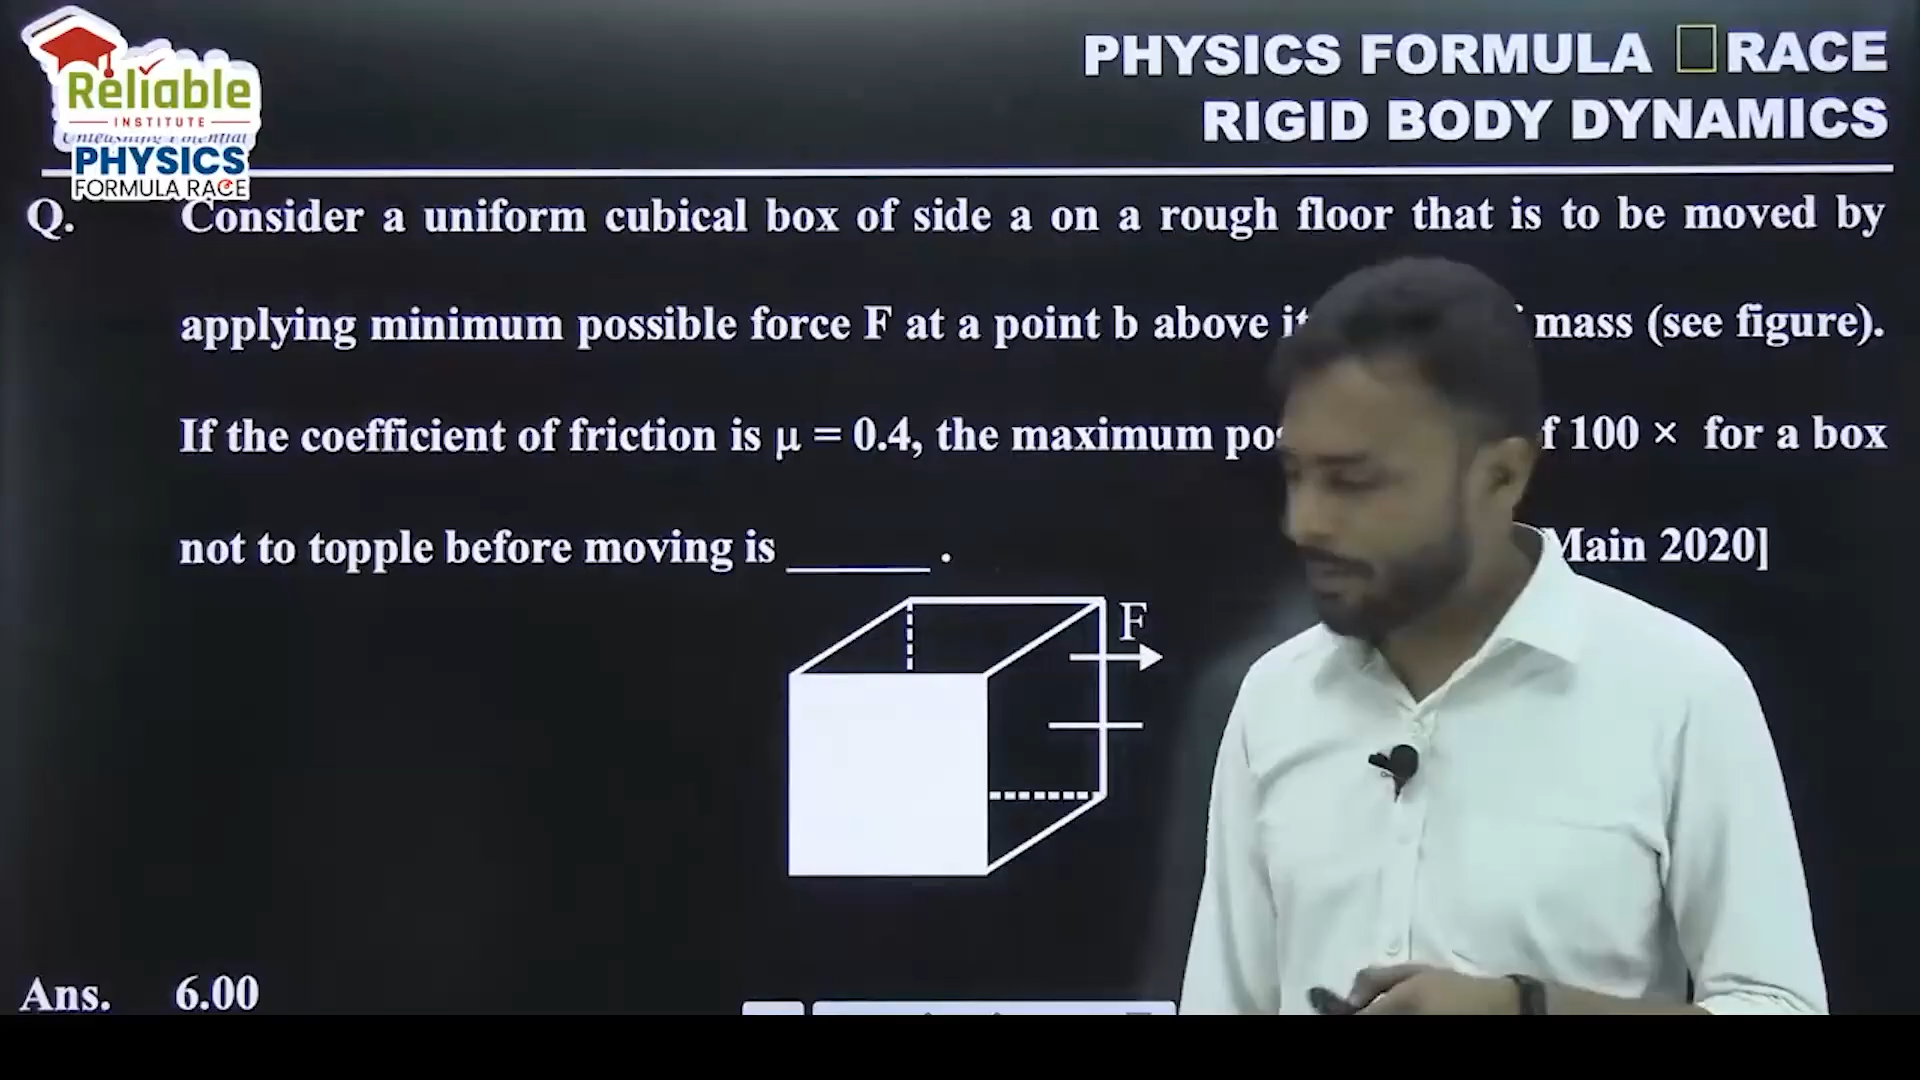 Reliable
INSTITUTE
Unleashing Potential
PHYSICS
FORMULA RACE
PHYSICS FORMULA RACE
RIGID BODY DYNAMICS
Q. Consider a uniform cubical box of side a on a rough floor that is to be moved by
applying minimum possible force F at a point b above mass (see figure).
If the coefficient of friction is μ = 0.4, the maximum 100 × for a box
not to topple before moving is ______ . Main 2020]
F
Ans. 6.00